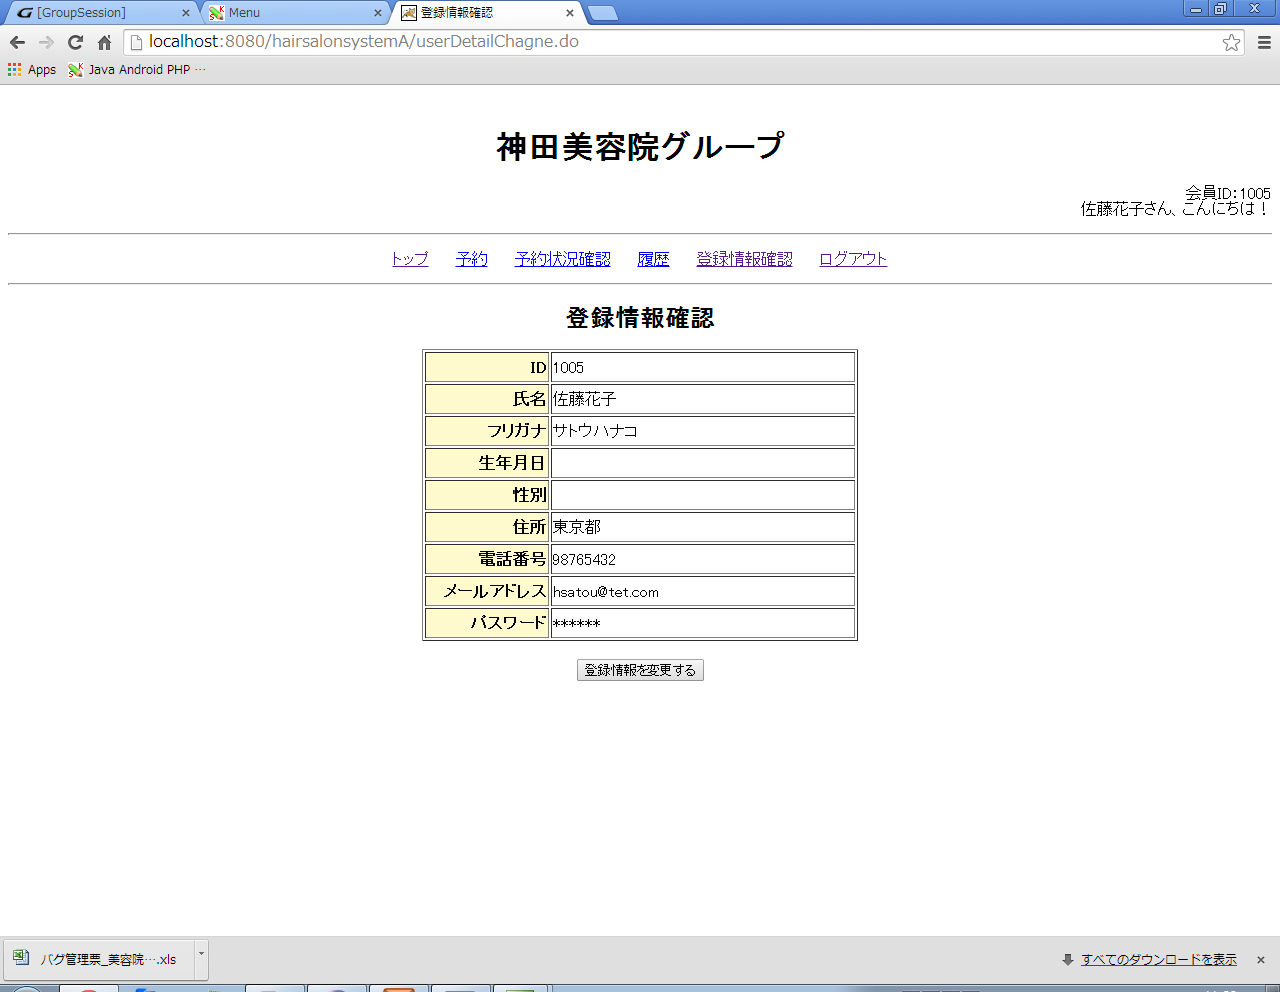 [GroupSession]
Menu
登録情報確認
localhost:8080/hairsalonsystemA/userDetailChagne.do
Apps
Java Android PHP …
神田美容院グループ
会員ID：1005
佐藤花子さん、こんにちは！
トップ 予約 予約状況確認 履歴 登録情報確認 ログアウト
登録情報確認
ID 1005
氏名 佐藤花子
フリガナ サトウハナコ
生年月日
性別
住所 東京都
電話番号 98765432
メールアドレス hsatou@tet.com
パスワード ******
登録情報を変更する
バグ管理票_美容院….xls
すべてのダウンロードを表示